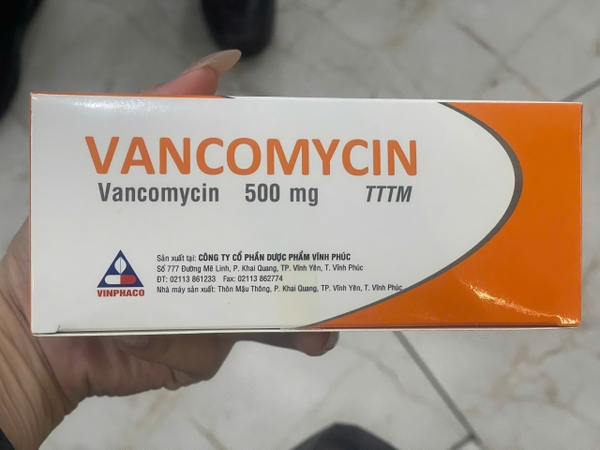 VANCOMYCIN
Vancomycin 500 mg TTTM
VINPHACO
Sản xuất tại: CÔNG TY CỔ PHẦN DƯỢC PHẨM VĨNH PHÚC
Số 777 Đường Mê Linh, P. Khai Quang, TP. Vĩnh Yên, T. Vĩnh Phúc
ĐT: 02113 861233 Fax: 02113 862774
Nhà máy sản xuất: Thôn Mậu Thông, P. Khai Quang, TP. Vĩnh Yên, T. Vĩnh Phúc